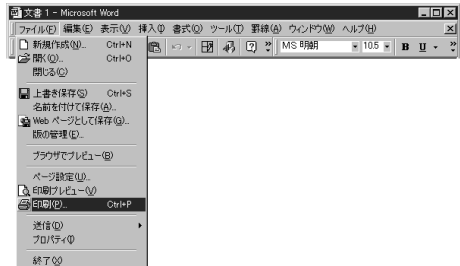 文書 1 - Microsoft Word
ファイル(F) 編集(E) 表示(V) 挿入(I) 書式(O) ツール(T) 罫線(A) ウィンドウ(W) ヘルプ(H)
MS 明朝 10.5 B U
新規作成(N)... Ctrl+N
開く(O)... Ctrl+O
閉じる(C)
上書き保存(S) Ctrl+S
名前を付けて保存(A)...
Web ページとして保存(G)...
版の管理(E)...
ブラウザでプレビュー(B)
ページ設定(U)...
印刷プレビュー(V)
印刷(P)... Ctrl+P
送信(D)
プロパティ(I)
終了(X)